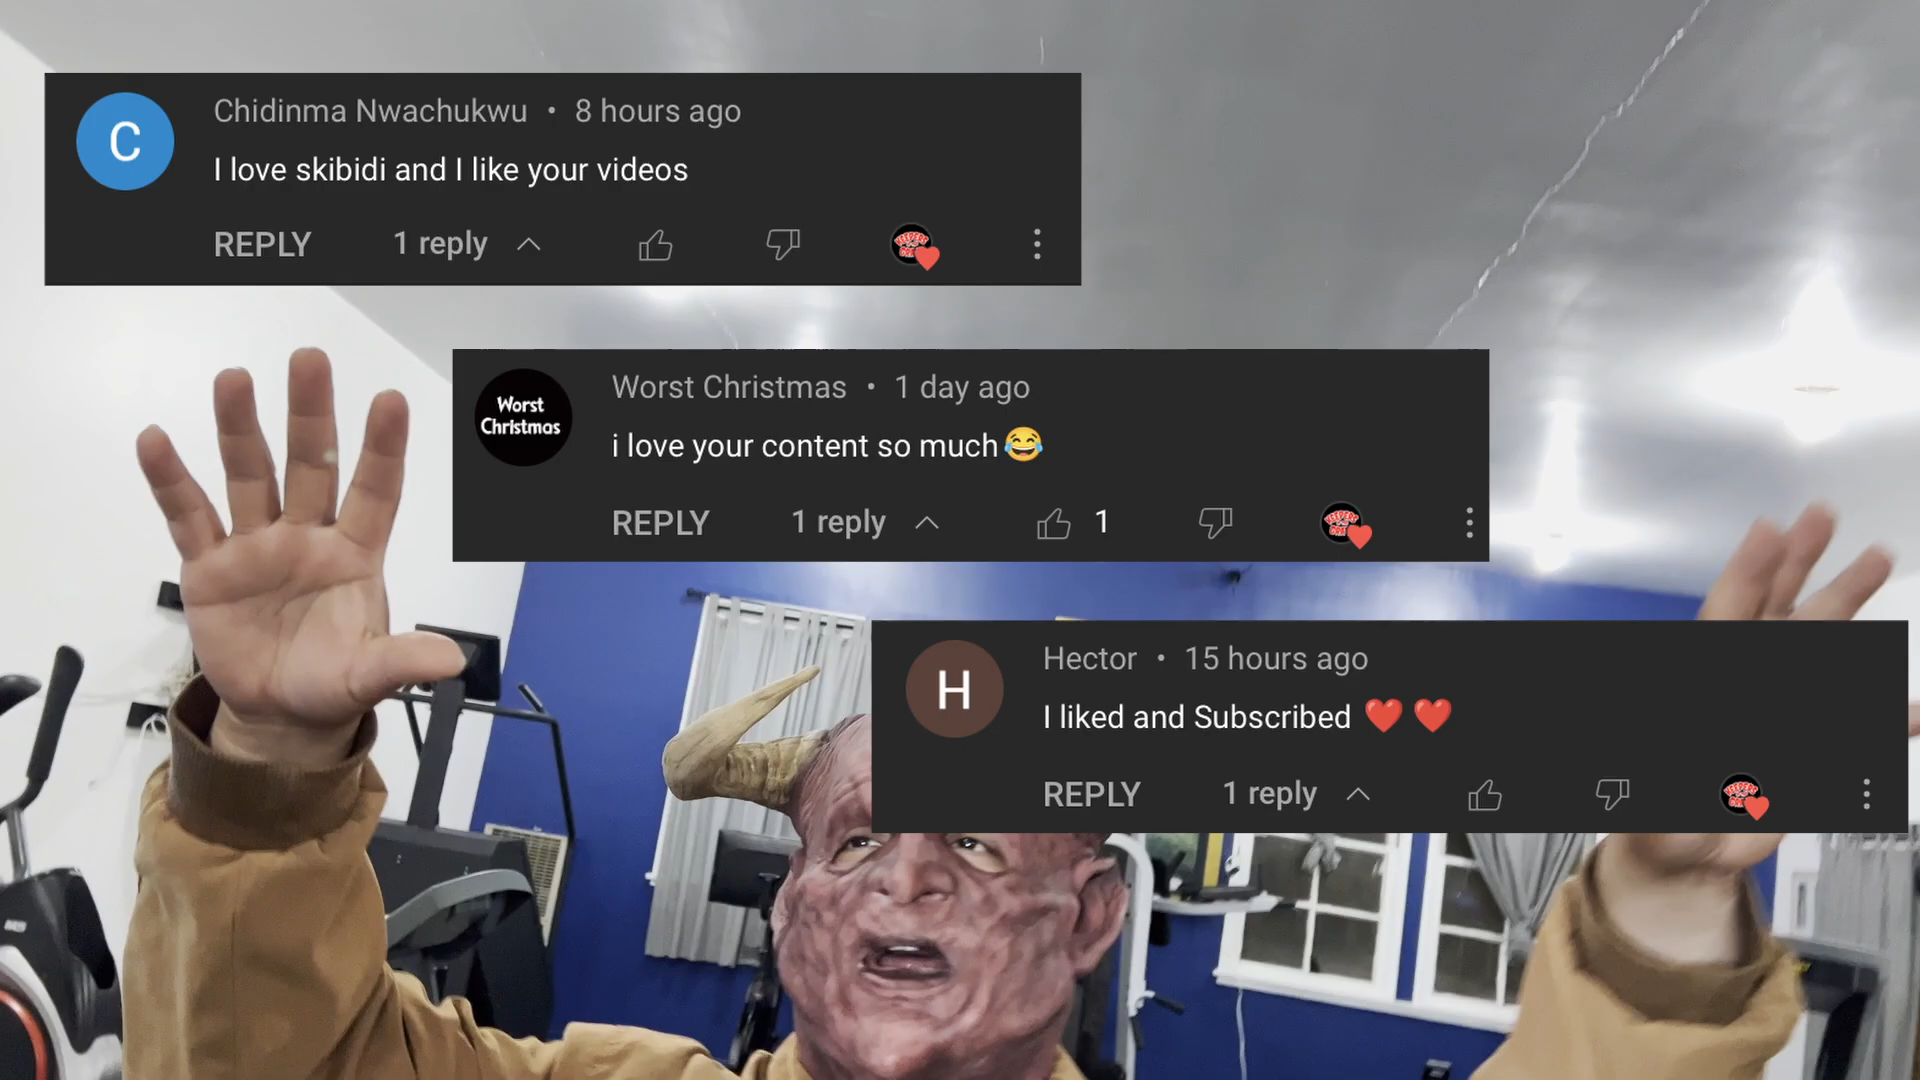 C
Chidinma Nwachukwu • 8 hours ago
I love skibidi and I like your videos
REPLY 1 reply
Worst
Christmas
Worst Christmas • 1 day ago
i love your content so much😂
REPLY 1 reply 1
H
Hector • 15 hours ago
I liked and Subscribed ❤️ ❤️
REPLY 1 reply